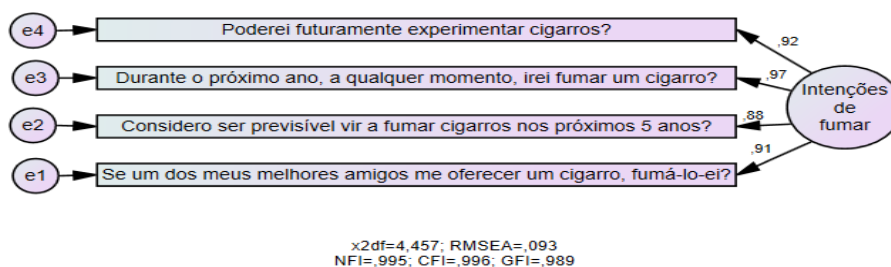 e4
Poderei futuramente experimentar cigarros?
,92
e3
Durante o próximo ano, a qualquer momento, irei fumar um cigarro?
,97
Intenções
de
fumar
e2
Considero ser previsível vir a fumar cigarros nos próximos 5 anos?
,88
e1
Se um dos meus melhores amigos me oferecer um cigarro, fumá-lo-ei?
,91
x2df=4,457; RMSEA=,093
NFI=,995; CFI=,996; GFI=,989